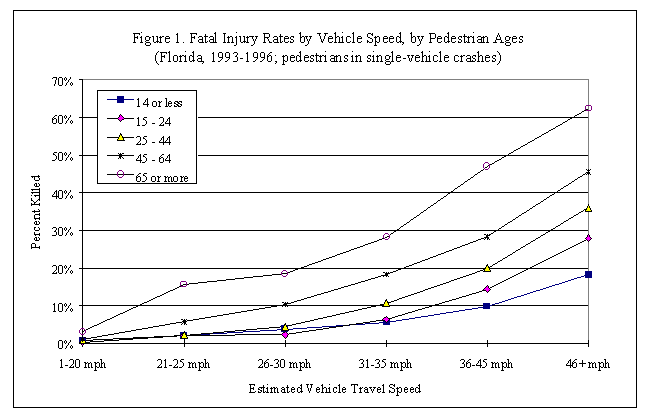 Figure 1. Fatal Injury Rates by Vehicle Speed, by Pedestrian Ages
(Florida, 1993-1996; pedestrians in single-vehicle crashes)
70%
60%
50%
40%
30%
20%
10%
0%
Percent Killed
14 or less
15 - 24
25 - 44
45 - 64
65 or more
1-20 mph
21-25 mph
26-30 mph
31-35 mph
36-45 mph
46+mph
Estimated Vehicle Travel Speed